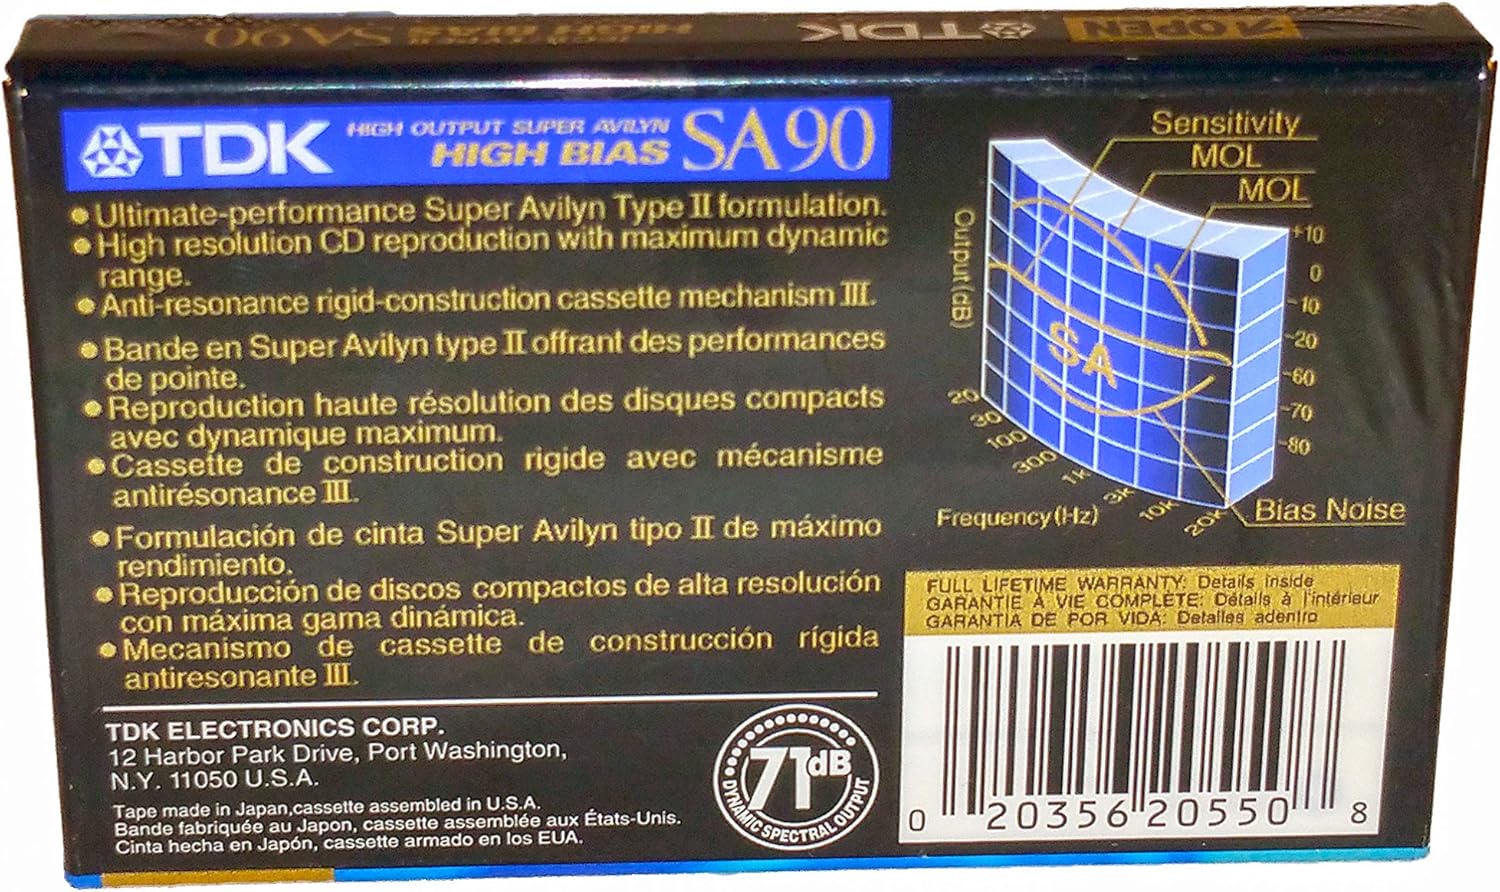 OPEN
TDK
HIGH BIAS SA90
TDK HIGH OUTPUT SUPER AVILYN
HIGH BIAS SA90
• Ultimate-performance Super Avilyn Type II formulation.
• High resolution CD reproduction with maximum dynamic
range.
• Anti-resonance rigid-construction cassette mechanism III.
• Bande en Super Avilyn type II offrant des performances
de pointe.
• Reproduction haute résolution des disques compacts
avec dynamique maximum.
• Cassette de construction rigide avec mécanisme
antirésonance III.
• Formulación de cinta Super Avilyn tipo II de máximo
rendimiento.
• Reproducción de discos compactos de alta resolución
con máxima gama dinámica.
• Mecanismo de cassette de construcción rígida
antiresonante III.
TDK ELECTRONICS CORP.
12 Harbor Park Drive, Port Washington,
N.Y. 11050 U.S.A.
Tape made in Japan,cassette assembled in U.S.A.
Bande fabriquée au Japon, cassette assemblée aux États-Unis.
Cinta hecha en Japón, cassette armado en los EUA.
71dB
DYNAMIC SPECTRAL OUTPUT
Sensitivity
MOL
MOL
Output(dB)
+10
0
-10
-20
-60
-70
-80
SA
20
30
100
300
1k
3k
10k
20k
Frequency(Hz)
Bias Noise
FULL LIFETIME WARRANTY: Details inside
GARANTIE À VIE COMPLÈTE: Détails à l'intérieur
GARANTIA DE POR VIDA: Detalles adentro
0 20356 20550 8